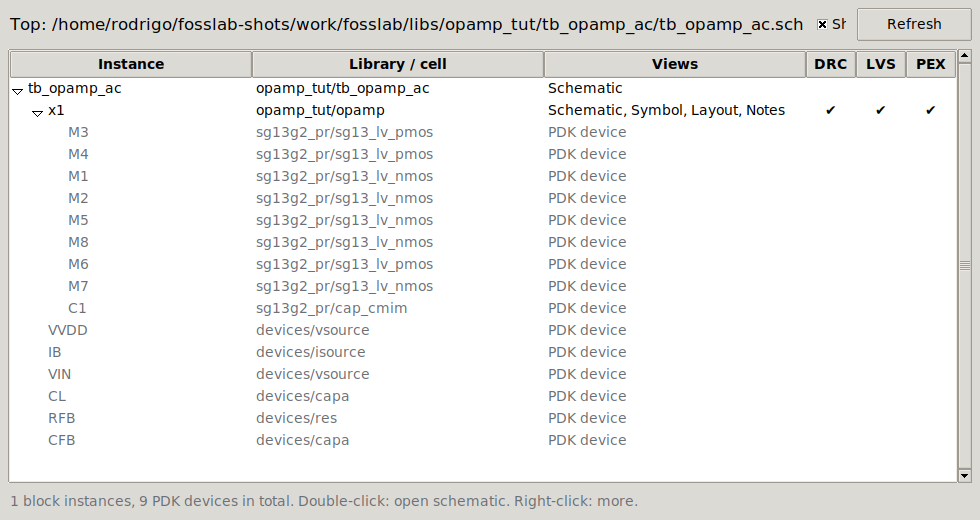 Top: /home/rodrigo/fosslab-shots/work/fosslab/libs/opamp_tut/tb_opamp_ac/tb_opamp_ac.sch Sh Refresh
Instance Library / cell Views DRC LVS PEX
tb_opamp_ac opamp_tut/tb_opamp_ac Schematic
x1 opamp_tut/opamp Schematic, Symbol, Layout, Notes ✔ ✔ ✔
M3 sg13g2_pr/sg13_lv_pmos PDK device
M4 sg13g2_pr/sg13_lv_pmos PDK device
M1 sg13g2_pr/sg13_lv_nmos PDK device
M2 sg13g2_pr/sg13_lv_nmos PDK device
M5 sg13g2_pr/sg13_lv_nmos PDK device
M8 sg13g2_pr/sg13_lv_nmos PDK device
M6 sg13g2_pr/sg13_lv_pmos PDK device
M7 sg13g2_pr/sg13_lv_nmos PDK device
C1 sg13g2_pr/cap_cmim PDK device
VVDD devices/vsource PDK device
IB devices/isource PDK device
VIN devices/vsource PDK device
CL devices/capa PDK device
RFB devices/res PDK device
CFB devices/capa PDK device
1 block instances, 9 PDK devices in total. Double-click: open schematic. Right-click: more.